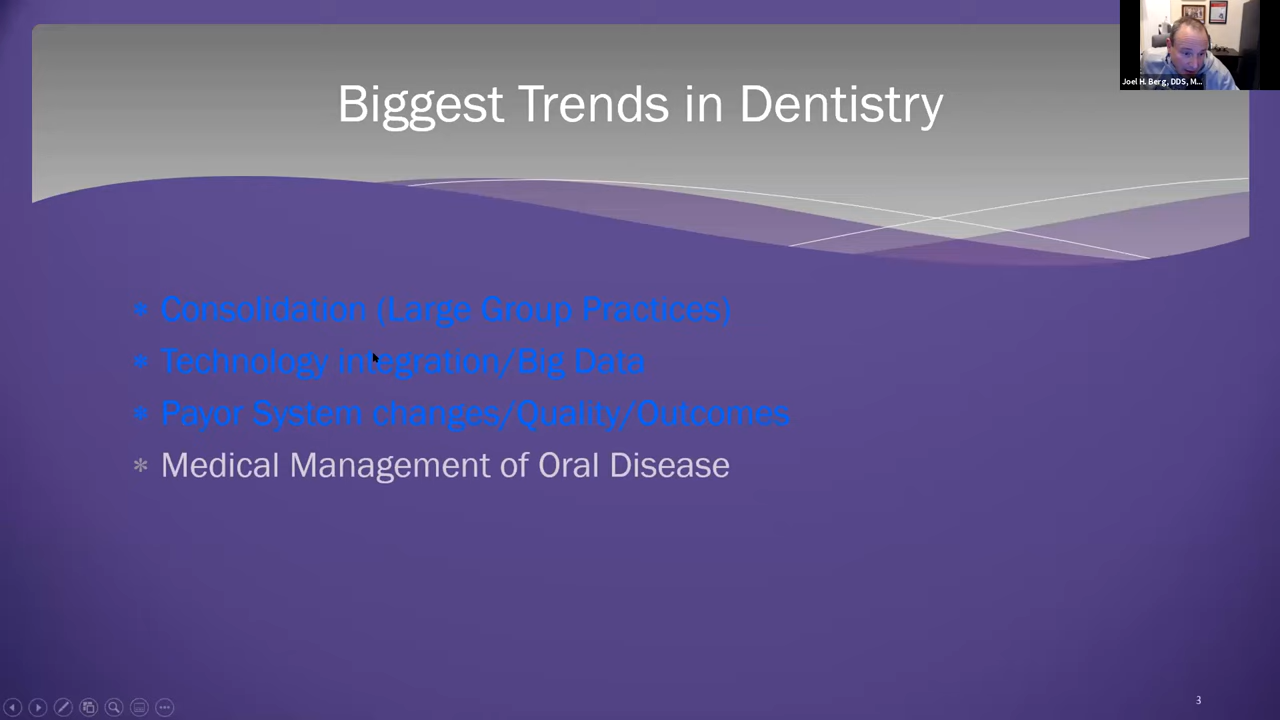 Biggest Trends in Dentistry
Joel H. Berg, DDS, M...
* Consolidation (Large Group Practices)
* Technology integration/Big Data
* Payor System changes/Quality/Outcomes
* Medical Management of Oral Disease
3